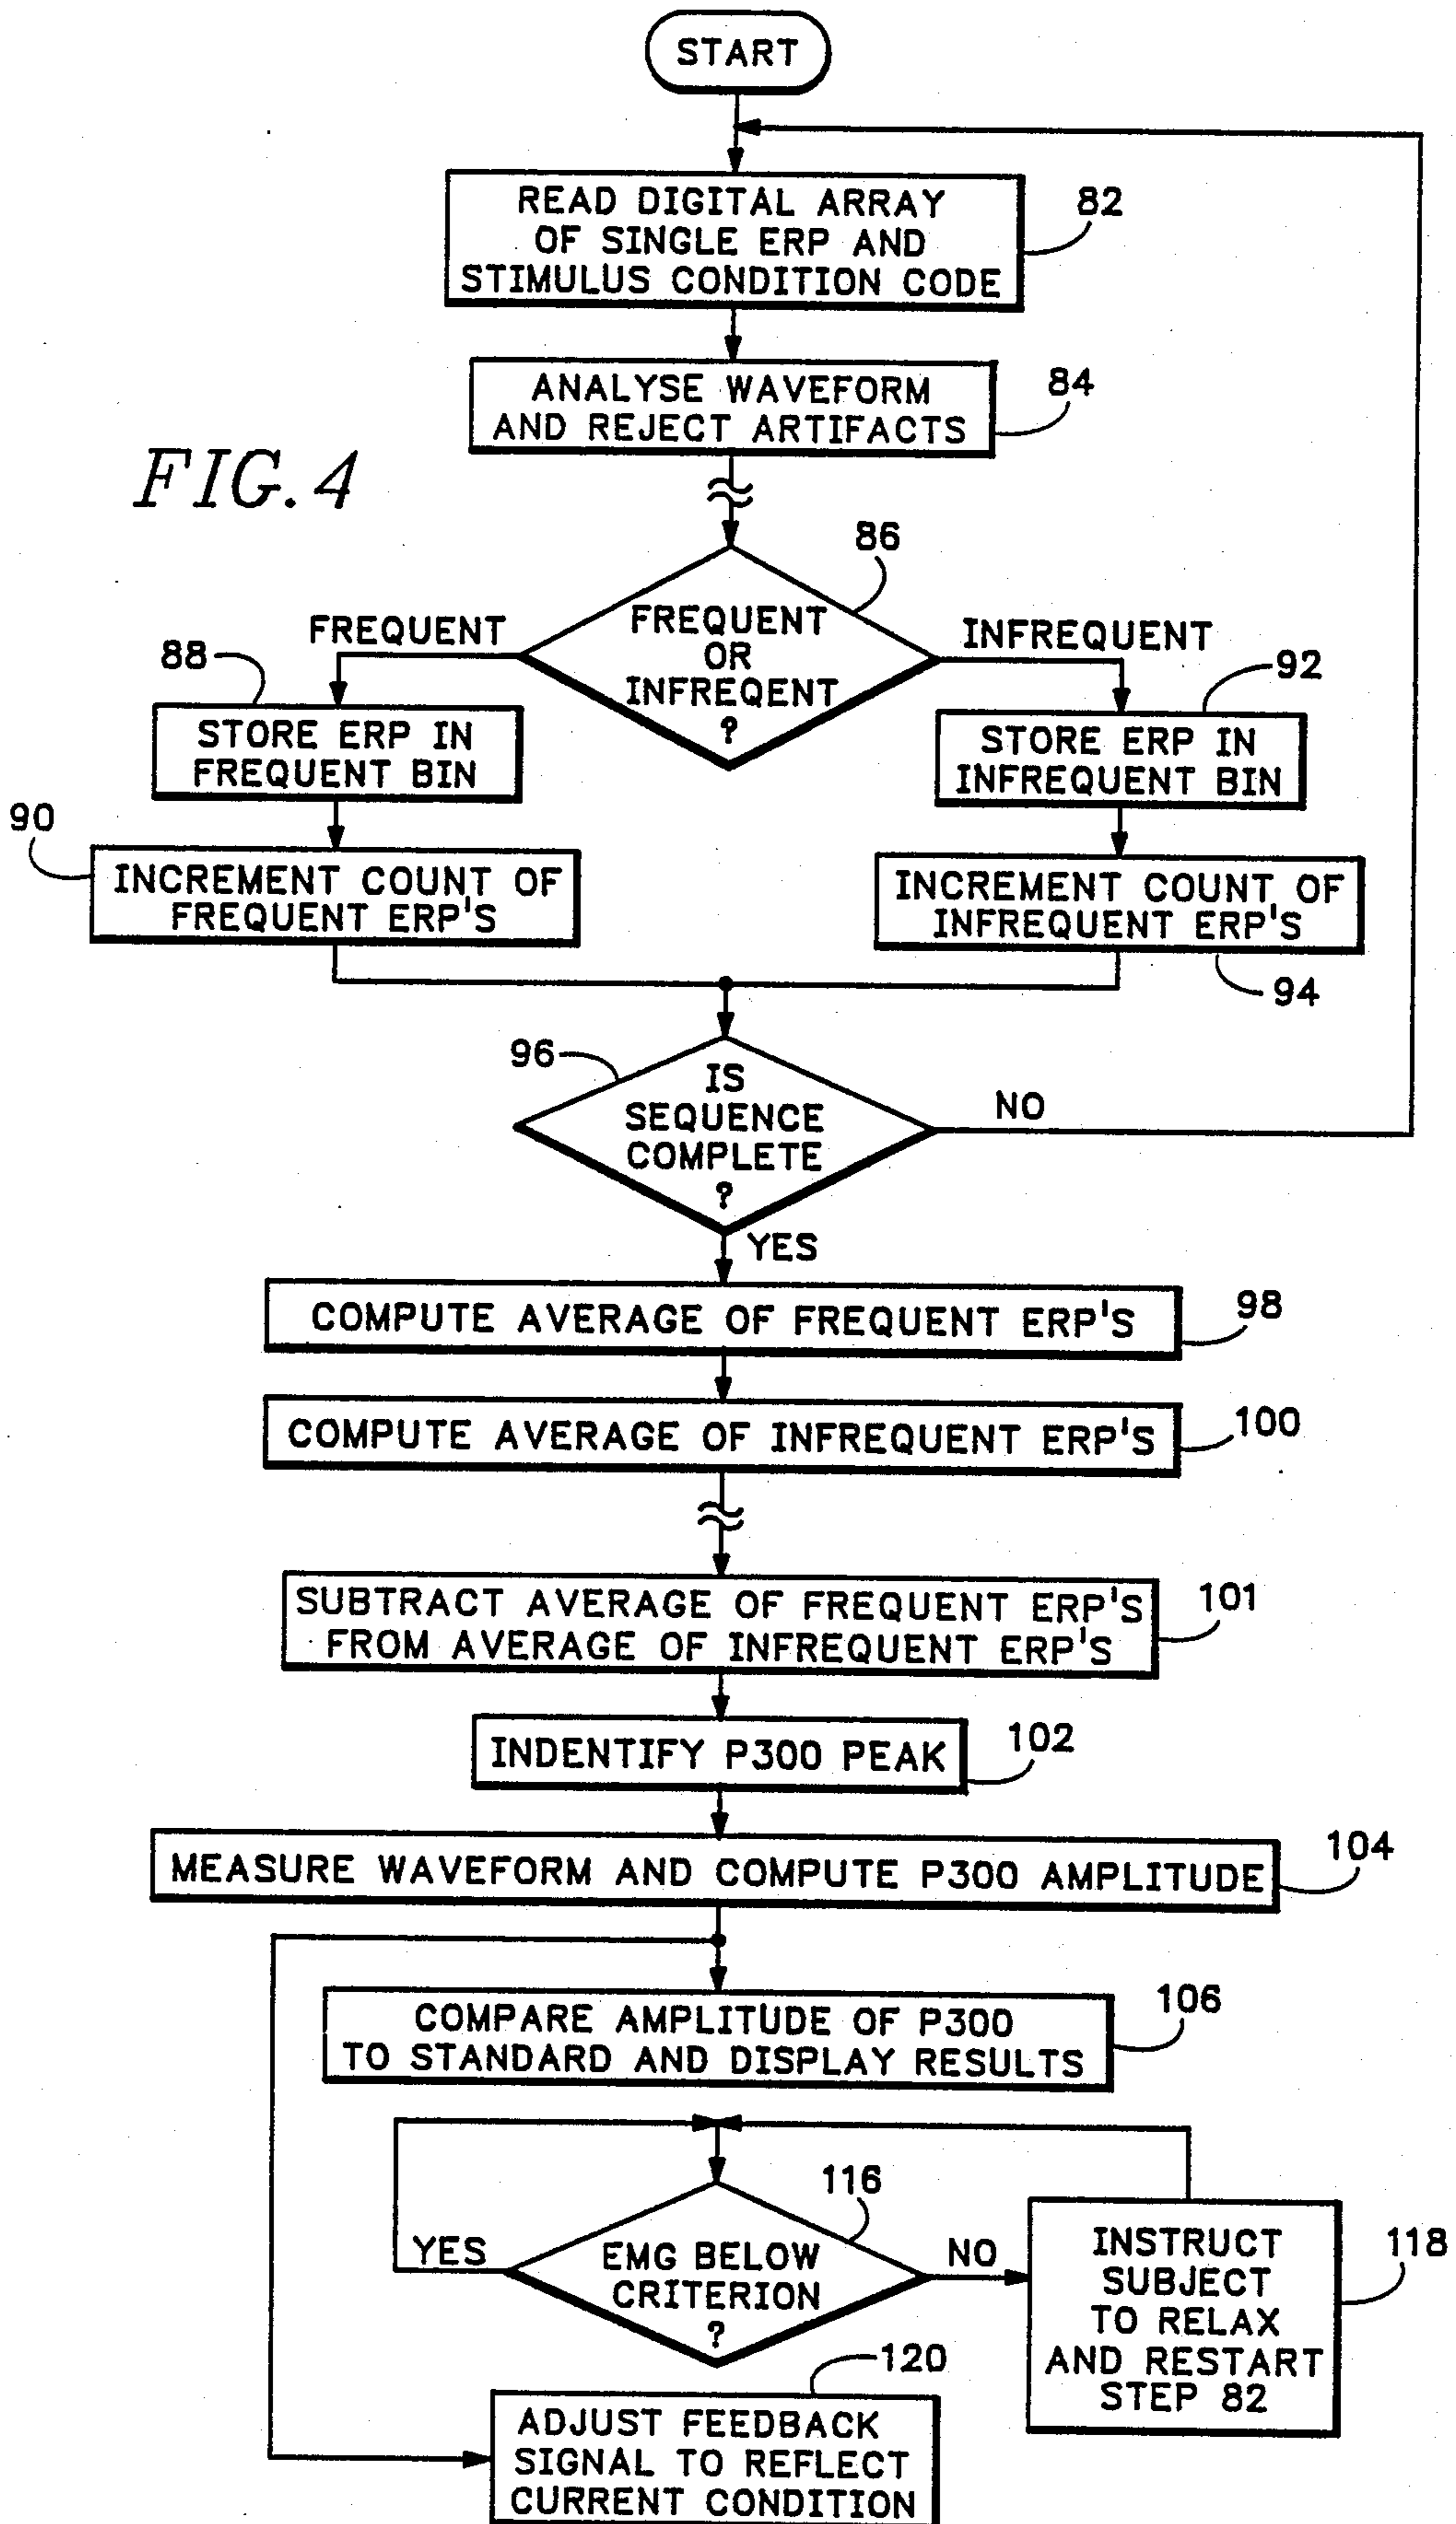 START
READ DIGITAL ARRAY
OF SINGLE ERP AND
STIMULUS CONDITION CODE
82
ANALYSE WAVEFORM
AND REJECT ARTIFACTS
84
FIG. 4
86
FREQUENT
OR
INFREQENT
?
FREQUENT
INFREQUENT
88
STORE ERP IN
FREQUENT BIN
92
STORE ERP IN
INFREQUENT BIN
90
INCREMENT COUNT OF
FREQUENT ERP'S
INCREMENT COUNT OF
INFREQUENT ERP'S
94
96
IS
SEQUENCE
COMPLETE
?
NO
YES
COMPUTE AVERAGE OF FREQUENT ERP'S
98
COMPUTE AVERAGE OF INFREQUENT ERP'S
100
SUBTRACT AVERAGE OF FREQUENT ERP'S
FROM AVERAGE OF INFREQUENT ERP'S
101
INDENTIFY P300 PEAK
102
MEASURE WAVEFORM AND COMPUTE P300 AMPLITUDE
104
COMPARE AMPLITUDE OF P300
TO STANDARD AND DISPLAY RESULTS
106
116
YES
EMG BELOW
CRITERION
?
NO
INSTRUCT
SUBJECT
TO RELAX
AND RESTART
STEP 82
118
120
ADJUST FEEDBACK
SIGNAL TO REFLECT
CURRENT CONDITION